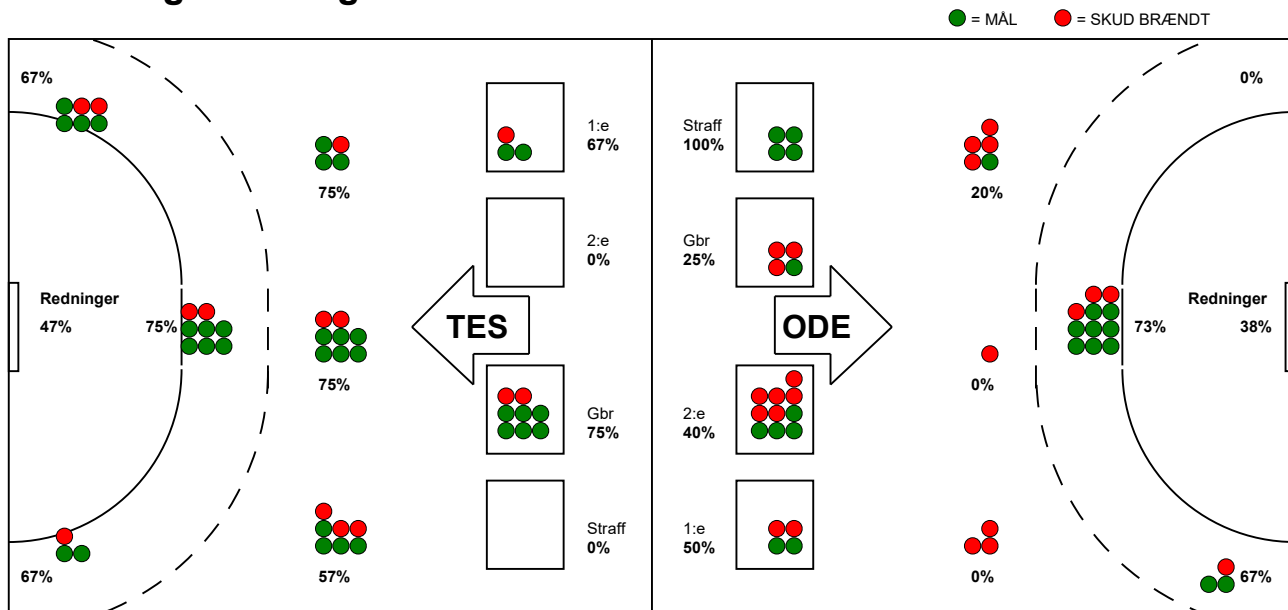 = MÅL = SKUD BRÆNDT
67%
0%
1:e
67%
Straff
100%
75%
20%
2:e
0%
Gbr
25%
Redninger
47%
75%
TES
ODE
73%
Redninger
38%
75%
0%
Gbr
75%
2:e
40%
Straff
0%
1:e
50%
67%
57%
0%
67%